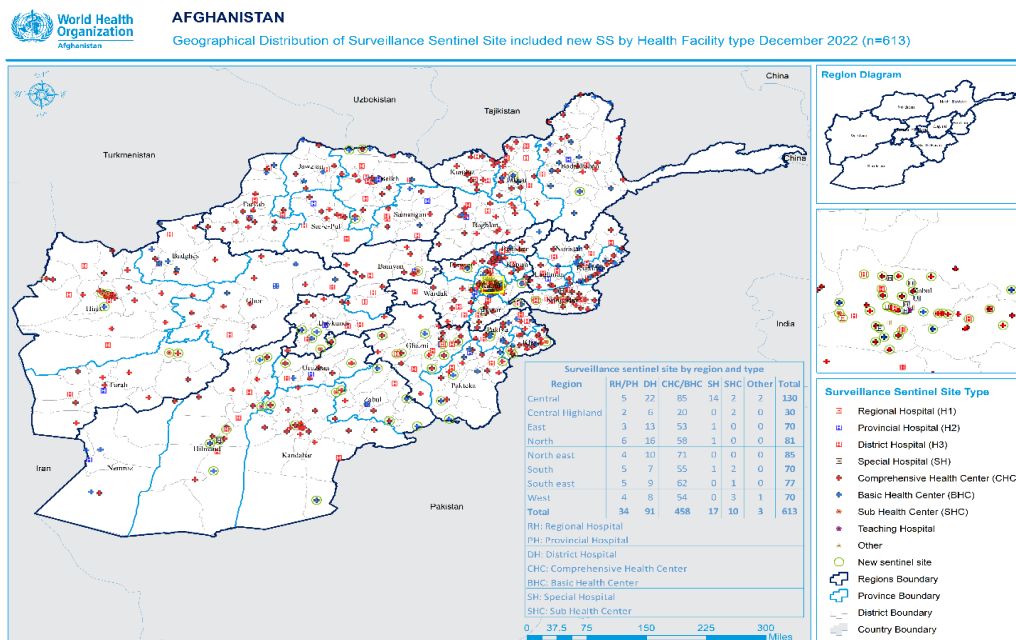 World Health
Organization
Afghanistan
AFGHANISTAN
Geographical Distribution of Surveillance Sentinel Site included new SS by Health Facility type December 2022 (n=613)
China
Uzbekistan
Tajikistan
Turkmenistan
China
Jawzjan
Balkh
Kunduz
Takhar
Badakhshan
Faryab
Sar-e-Pul
Samangan
Baghlan
Badghis
Bamyan
Nuristan
Hirat
Ghor
Wardak
Ghazni
Uruzgan
Paktika
Farah
Zabul
Hilmand
Kandahar
Nimroz
India
Iran
Pakistan
Surveillance sentinel site by region and type
Region RH/PH DH CHC/BHC SH SHC Other Total
Central 5 22 85 14 2 2 130
Central Highland 2 6 20 0 2 0 30
East 3 13 53 1 0 0 70
North 6 16 58 1 0 0 81
North east 4 10 71 0 0 0 85
South 5 7 55 1 2 0 70
South east 5 9 62 0 1 0 77
West 4 8 54 0 3 1 70
Total 34 91 458 17 10 3 613
RH: Regional Hospital
PH: Provincial Hospital
DH: District Hospital
CHC: Comprehensive Health Center
BHC: Basic Health Center
SH: Special Hospital
SHC: Sub Health Center
0 37.5 75 150 225 300
Miles
Region Diagram
Kabul
Surveillance Sentinel Site Type
Regional Hospital (H1)
Provincial Hospital (H2)
District Hospital (H3)
Special Hospital (SH)
Comprehensive Health Center (CHC
Basic Health Center (BHC)
Sub Health Center (SHC)
Teaching Hospital
Other
New sentinel site
Regions Boundary
Province Boundary
District Boundary
Country Boundary